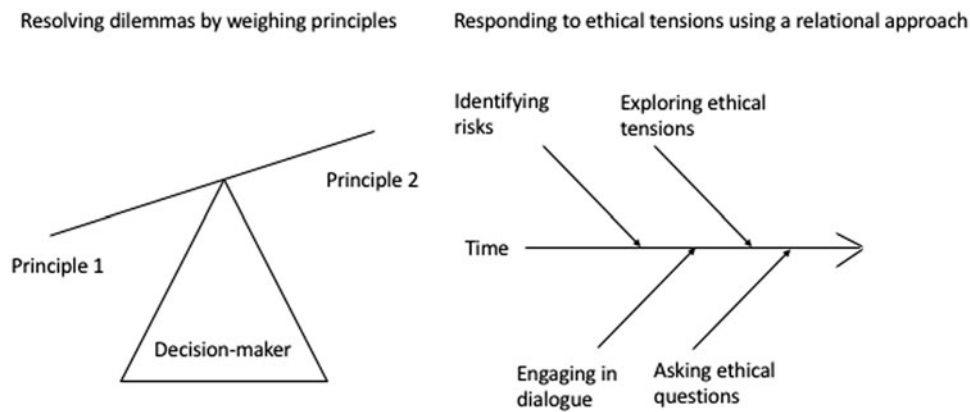 Resolving dilemmas by weighing principles
Principle 2
Principle 1
Decision-maker
Responding to ethical tensions using a relational approach
Identifying
risks
Exploring ethical
tensions
Time
Engaging in
dialogue
Asking ethical
questions